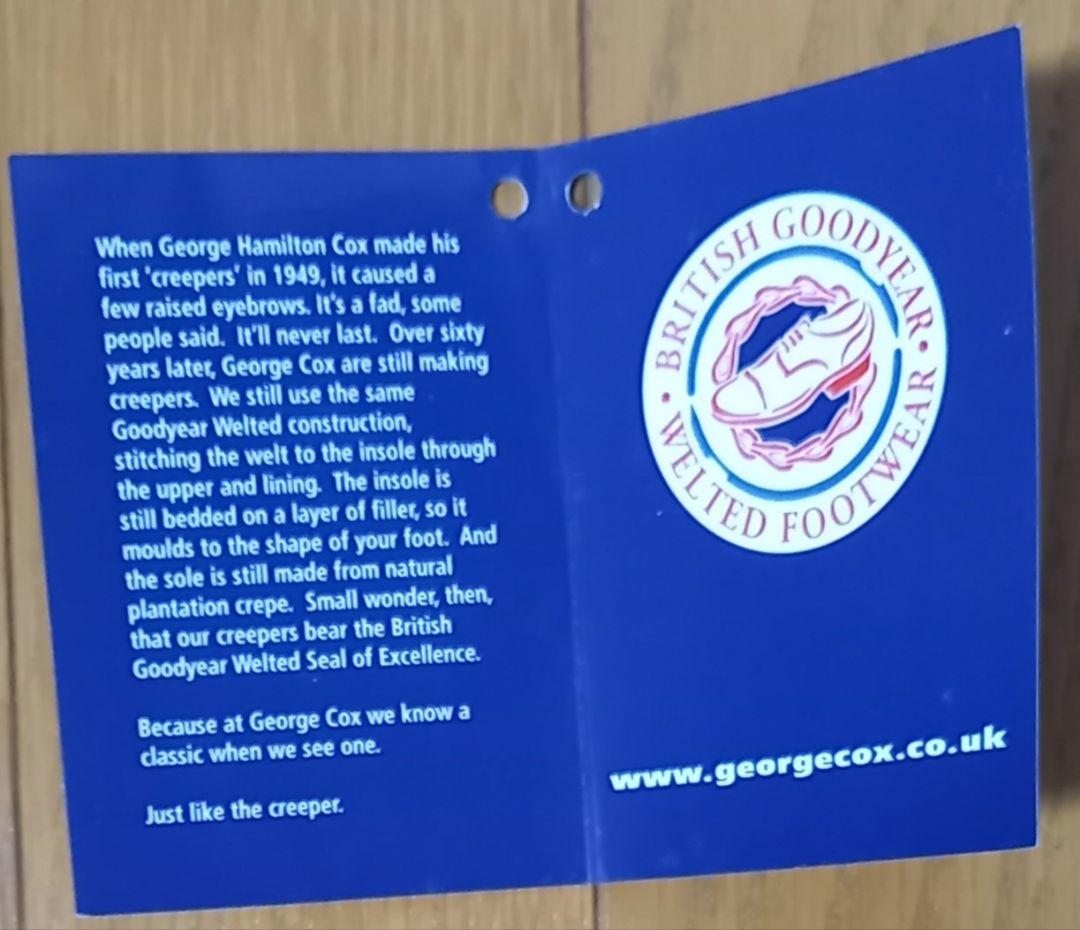 When George Hamilton Cox made his
first 'creepers' in 1949, it caused a
few raised eyebrows. It's a fad, some
people said. It'll never last. Over sixty
years later, George Cox are still making
creepers. We still use the same
Goodyear Welted construction,
stitching the welt to the insole through
the upper and lining. The insole is
still bedded on a layer of filler, so it
moulds to the shape of your foot. And
the sole is still made from natural
plantation crepe. Small wonder, then,
that our creepers bear the British
Goodyear Welted Seal of Excellence.
Because at George Cox we know a
classic when we see one.
Just like the creeper.
• BRITISH GOODYEAR •
WELTED FOOTWEAR
www.georgecox.co.uk